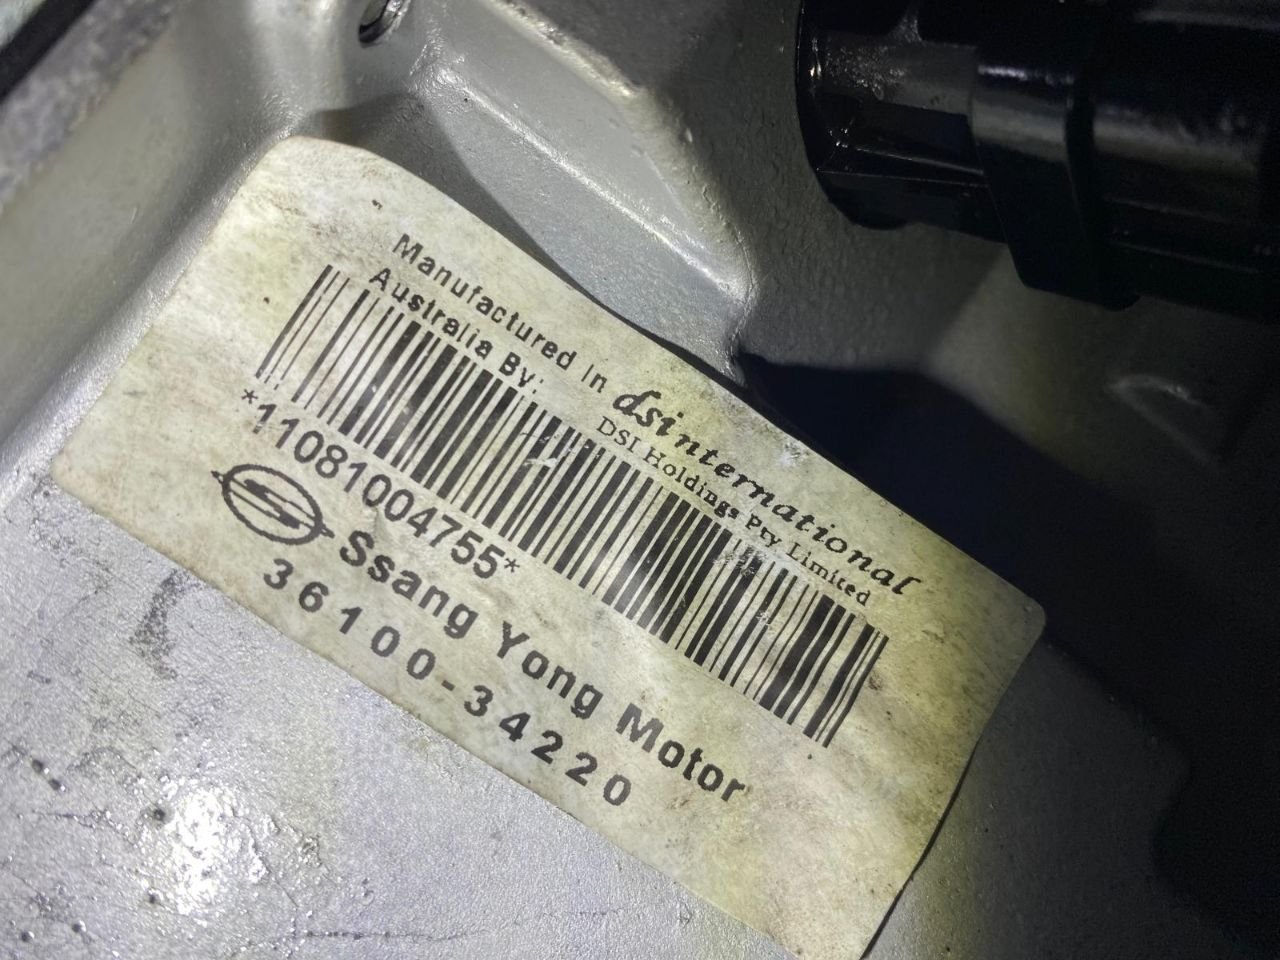 Manufactured In
Australia By:
dsinternational
DSI Holdings Pty Limited
*11081004755*
Ssang Yong Motor
36100-34220